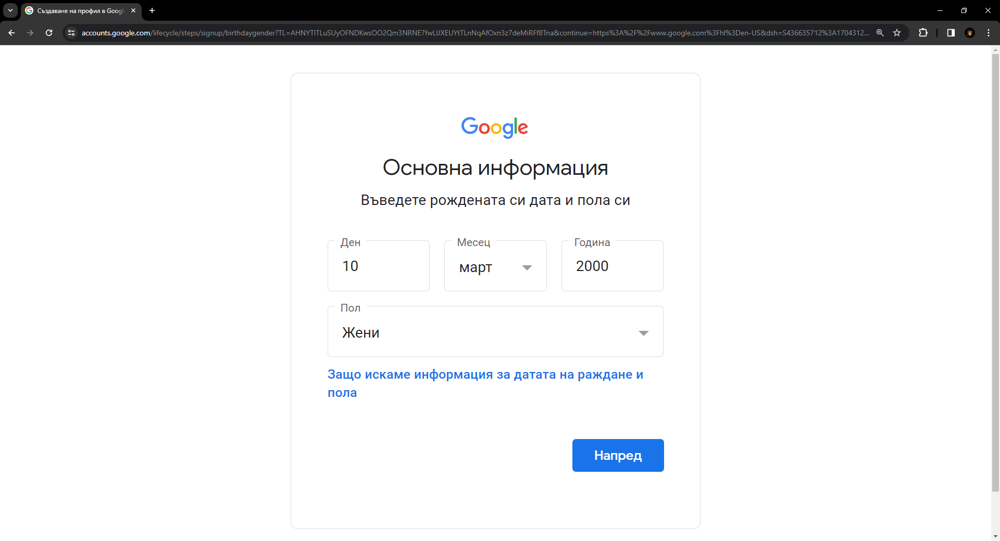 Създаване на профил в Googl
accounts.google.com/lifecycle/steps/signup/birthdaygender?TL=AHNYTITLuSUyOFNDKwsOO2Qm3NRNE7fwLIJXEUYtTLnNqAfOxn3z7deMiRFf8Tna&continue=https%3A%2F%2Fwww.google.com%3Fhl%3Den-US&dsh=S436635712%3A1704312...
Google
Основна информация
Въведете рождената си дата и пола си
Ден Месец Година
10 март 2000
Пол
Жени
Защо искаме информация за датата на раждане и
пола
Напред